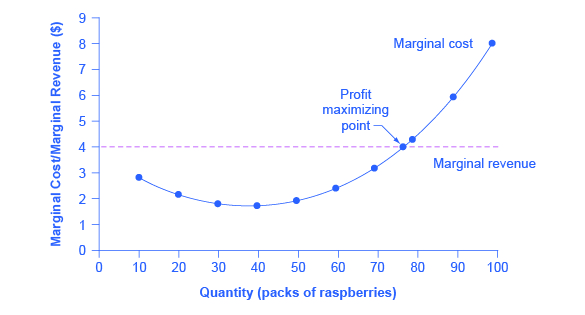 9
8
7
6
5
4
3
2
1
0
Marginal Cost/Marginal Revenue ($)
Marginal cost
Profit
maximizing
point
Marginal revenue
0 10 20 30 40 50 60 70 80 90 100
Quantity (packs of raspberries)